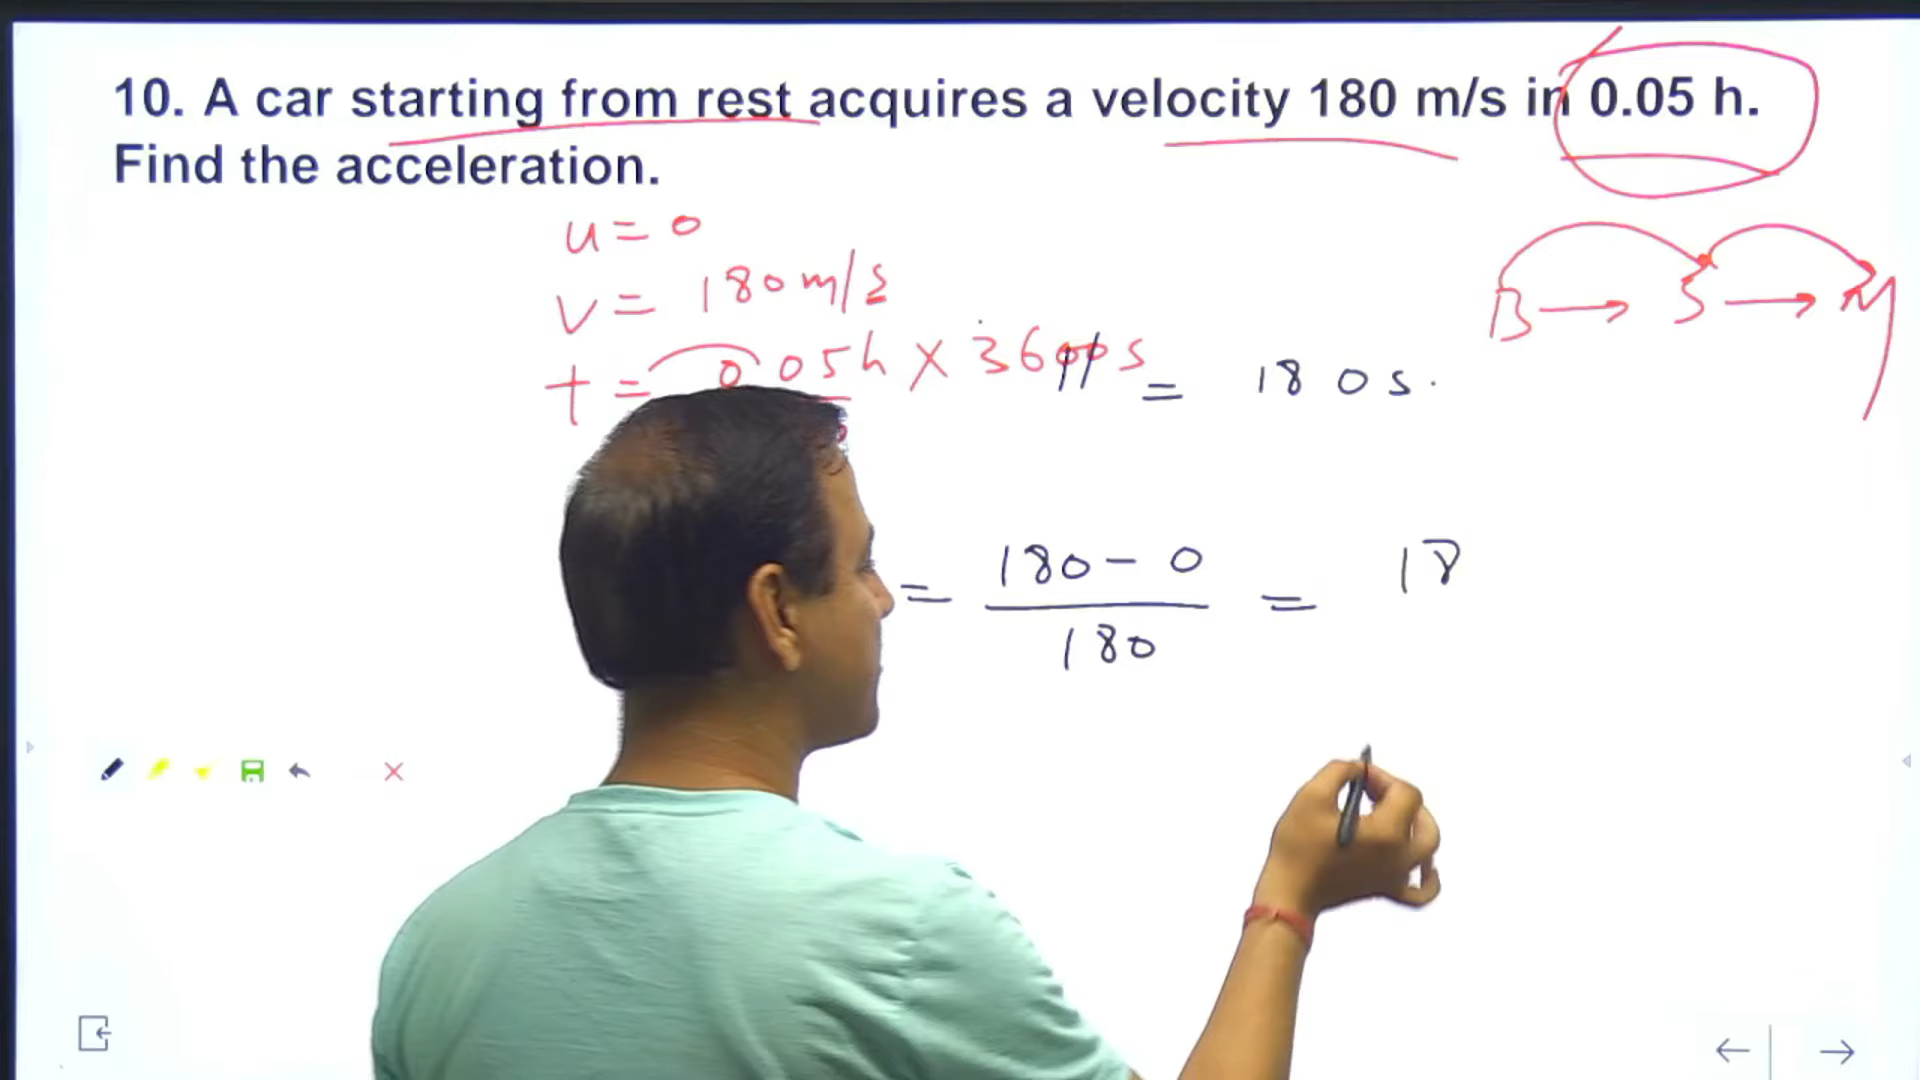 10. A car starting from rest acquires a velocity 180 m/s in 0.05 h.
Find the acceleration.
u = 0
v = 180 m/s
B → S → M
t = 0.05h × 3600 s = 180 s.
= 180 - 0 / 180 = 18